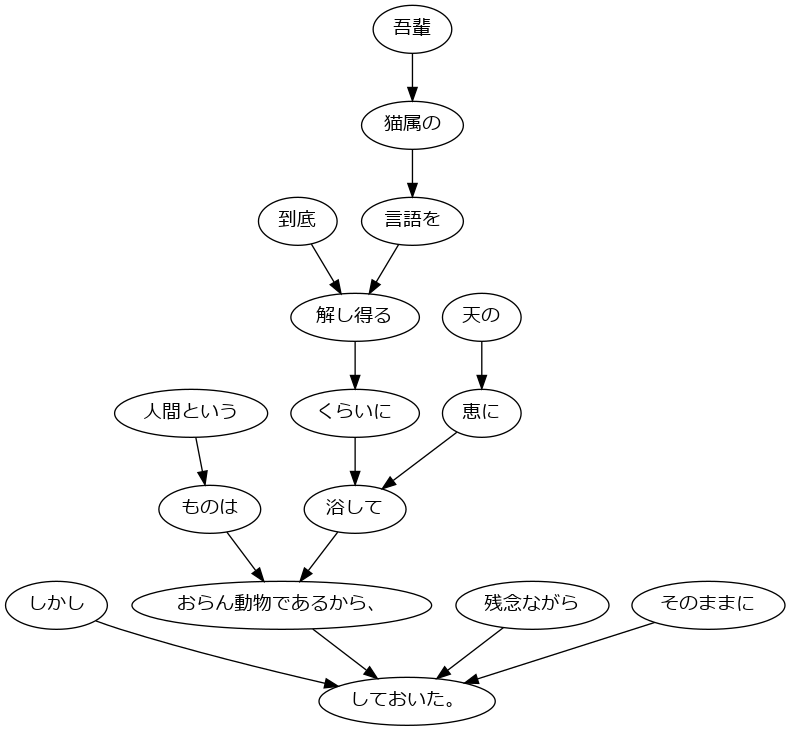 吾輩
猫属の
到底
言語を
解し得る
天の
人間という
くらいに
恵に
ものは
浴して
しかし
おらん動物であるから、
残念ながら
そのままに
しておいた。